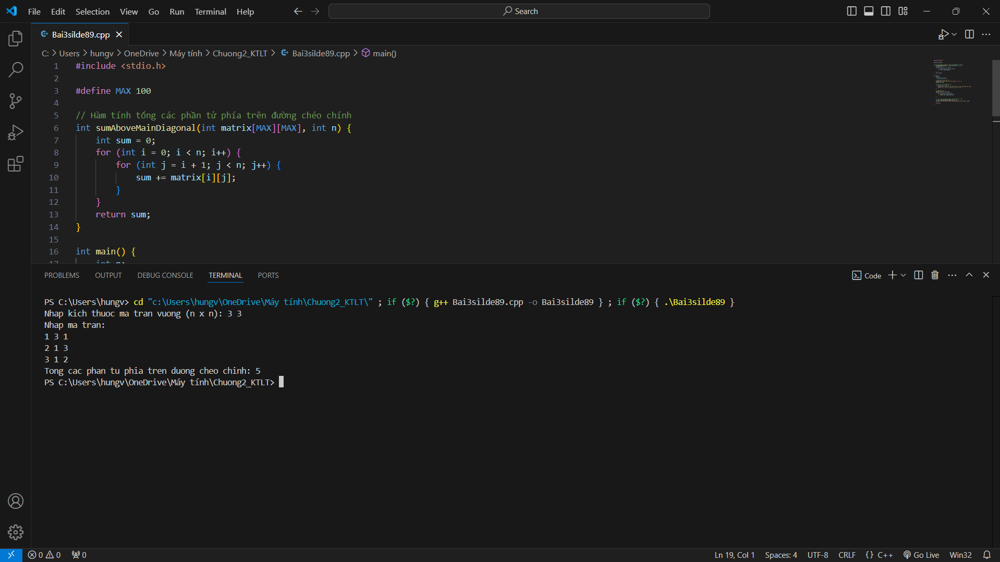 File Edit Selection View Go Run Terminal Help
Search
Bai3silde89.cpp
C: > Users > hungv > OneDrive > Máy tính > Chuong2_KTLT > Bai3silde89.cpp > main()
1 #include <stdio.h>
2
3 #define MAX 100
4
5 // Hàm tính tổng các phần tử phía trên đường chéo chính
6 int sumAboveMainDiagonal(int matrix[MAX][MAX], int n) {
7 int sum = 0;
8 for (int i = 0; i < n; i++) {
9 for (int j = i + 1; j < n; j++) {
10 sum += matrix[i][j];
11 }
12 }
13 return sum;
14 }
15
16 int main() {
17 int n;
PROBLEMS OUTPUT DEBUG CONSOLE TERMINAL PORTS
Code
PS C:\Users\hungv> cd "c:\Users\hungv\OneDrive\Máy tính\Chuong2_KTLT\" ; if ($?) { g++ Bai3silde89.cpp -o Bai3silde89 } ; if ($?) { .\Bai3silde89 }
Nhap kich thuoc ma tran vuong (n x n): 3 3
Nhap ma tran:
1 3 1
2 1 3
3 1 2
Tong cac phan tu phia tren duong cheo chinh: 5
PS C:\Users\hungv\OneDrive\Máy tính\Chuong2_KTLT>
0 0 0
Ln 19, Col 1 Spaces: 4 UTF-8 CRLF {} C++ Go Live Win32